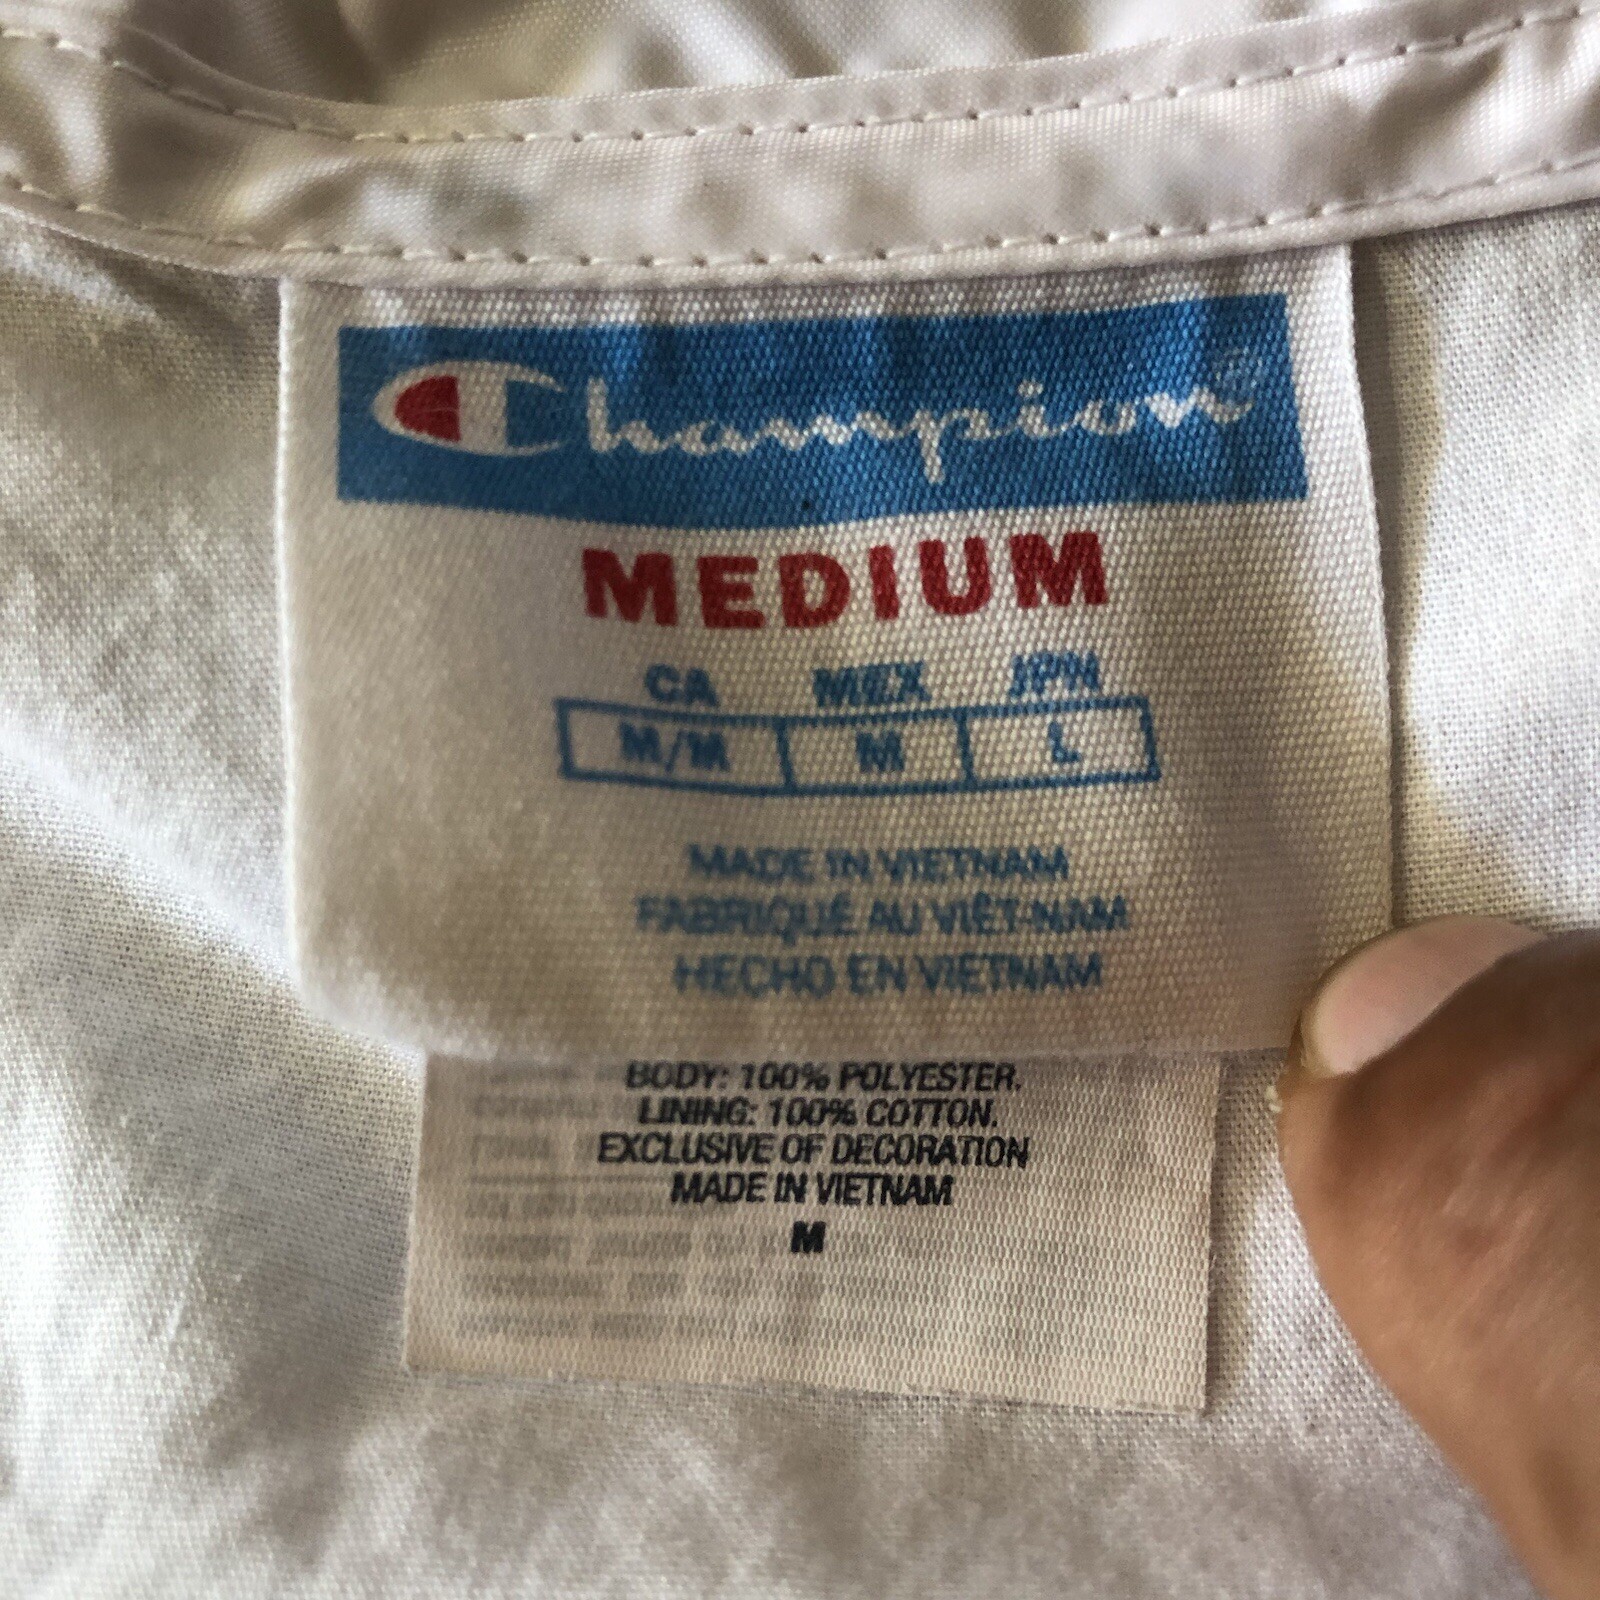 Champion®
MEDIUM
CA MEX JPN
M/M M L
MADE IN VIETNAM
FABRIQUÉ AU VIÊT-NAM
HECHO EN VIETNAM
BODY: 100% POLYESTER.
LINING: 100% COTTON.
EXCLUSIVE OF DECORATION
MADE IN VIETNAM
M